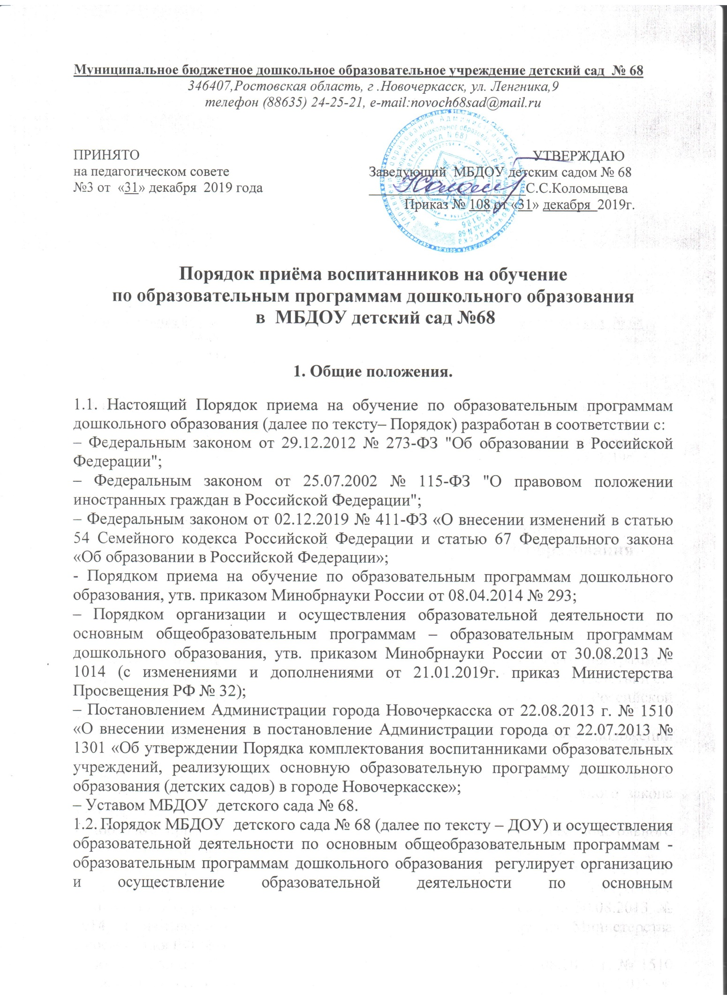 Муниципальное бюджетное дошкольное образовательное учреждение детский сад № 68
346407,Ростовская область, г .Новочеркасск, ул. Ленгника,9
телефон (88635) 24-25-21, e-mail:novoch68sad@mail.ru
ПРИНЯТО
на педагогическом совете
№3 от «31» декабря 2019 года
УТВЕРЖДАЮ
Заведующий МБДОУ детским садом № 68
С.С.Коломыцева
Приказ № 108 от «31» декабря 2019г.
Порядок приёма воспитанников на обучение
по образовательным программам дошкольного образования
в МБДОУ детский сад №68
1. Общие положения.
1.1. Настоящий Порядок приема на обучение по образовательным программам
дошкольного образования (далее по тексту– Порядок) разработан в соответствии с:
– Федеральным законом от 29.12.2012 № 273-ФЗ "Об образовании в Российской
Федерации";
– Федеральным законом от 25.07.2002 № 115-ФЗ "О правовом положении
иностранных граждан в Российской Федерации";
– Федеральным законом от 02.12.2019 № 411-ФЗ «О внесении изменений в статью
54 Семейного кодекса Российской Федерации и статью 67 Федерального закона
«Об образовании в Российской Федерации»;
- Порядком приема на обучение по образовательным программам дошкольного
образования, утв. приказом Минобрнауки России от 08.04.2014 № 293;
– Порядком организации и осуществления образовательной деятельности по
основным общеобразовательным программам – образовательным программам
дошкольного образования, утв. приказом Минобрнауки России от 30.08.2013 №
1014 (с изменениями и дополнениями от 21.01.2019г. приказ Министерства
Просвещения РФ № 32);
– Постановлением Администрации города Новочеркасска от 22.08.2013 г. № 1510
«О внесении изменения в постановление Администрации города от 22.07.2013 №
1301 «Об утверждении Порядка комплектования воспитанниками образовательных
учреждений, реализующих основную образовательную программу дошкольного
образования (детских садов) в городе Новочеркасске»;
– Уставом МБДОУ детского сада № 68.
1.2. Порядок МБДОУ детского сада № 68 (далее по тексту – ДОУ) и осуществления
образовательной деятельности по основным общеобразовательным программам -
образовательным программам дошкольного образования регулирует организацию
и осуществление образовательной деятельности по основным